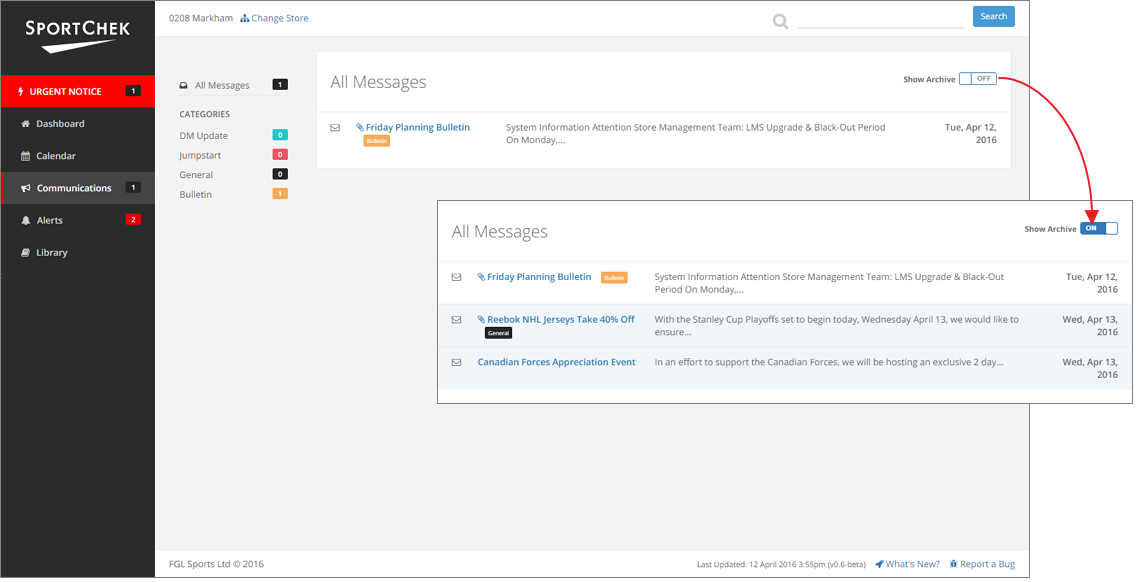 SPORTCHEK
0208 Markham Change Store
Search
URGENT NOTICE 1
Dashboard
Calendar
Communications 1
Alerts 2
Library
All Messages 1
CATEGORIES
DM Update 0
Jumpstart 0
General 0
Bulletin 1
All Messages
Show Archive OFF
Friday Planning Bulletin
Bulletin
System Information Attention Store Management Team: LMS Upgrade & Black-Out Period
On Monday,...
Tue, Apr 12,
2016
All Messages
Show Archive ON
Friday Planning Bulletin Bulletin
System Information Attention Store Management Team: LMS Upgrade & Black-Out
Period On Monday,...
Tue, Apr 12,
2016
Reebok NHL Jerseys Take 40% Off
General
With the Stanley Cup Playoffs set to begin today, Wednesday April 13, we would like to
ensure...
Wed, Apr 13,
2016
Canadian Forces Appreciation Event
In an effort to support the Canadian Forces, we will be hosting an exclusive 2 day...
Wed, Apr 13,
2016
FGL Sports Ltd © 2016
Last Updated: 12 April 2016 3:55pm (v0.6-beta) What's New? Report a Bug